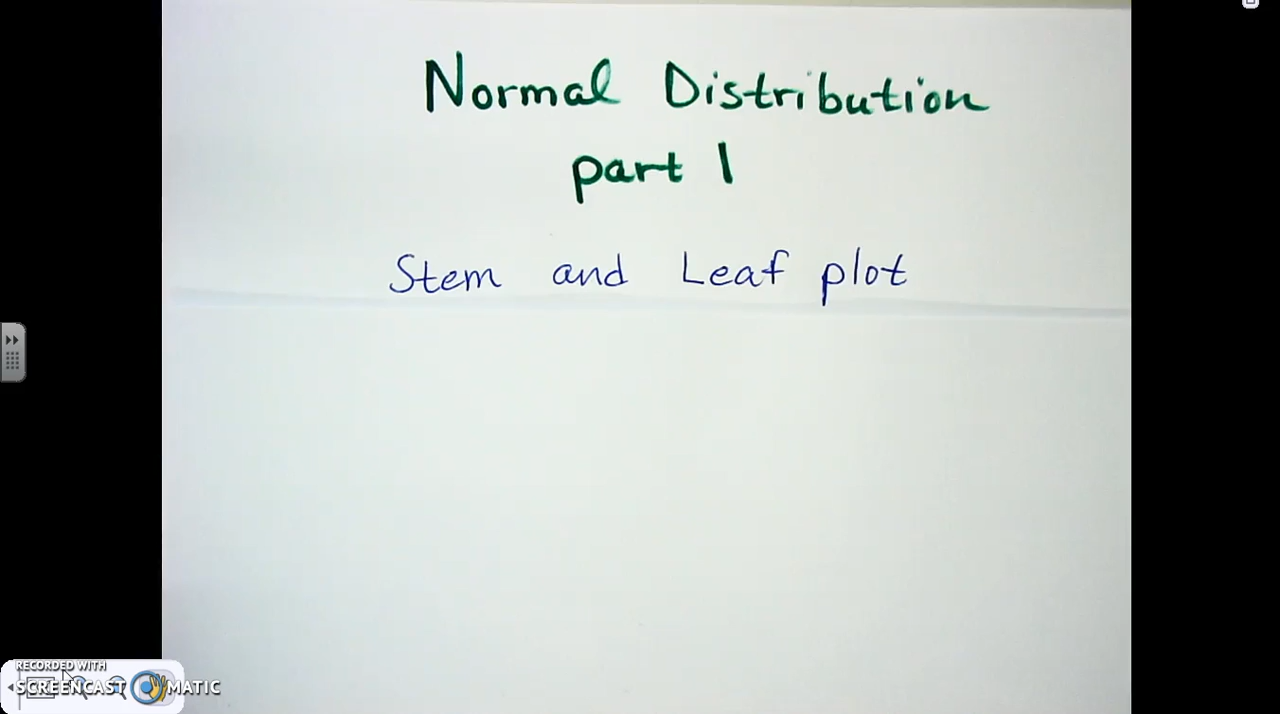 Normal Distribution
part 1
Stem and Leaf plot
RECORDED WITH
SCREENCAST MATIC